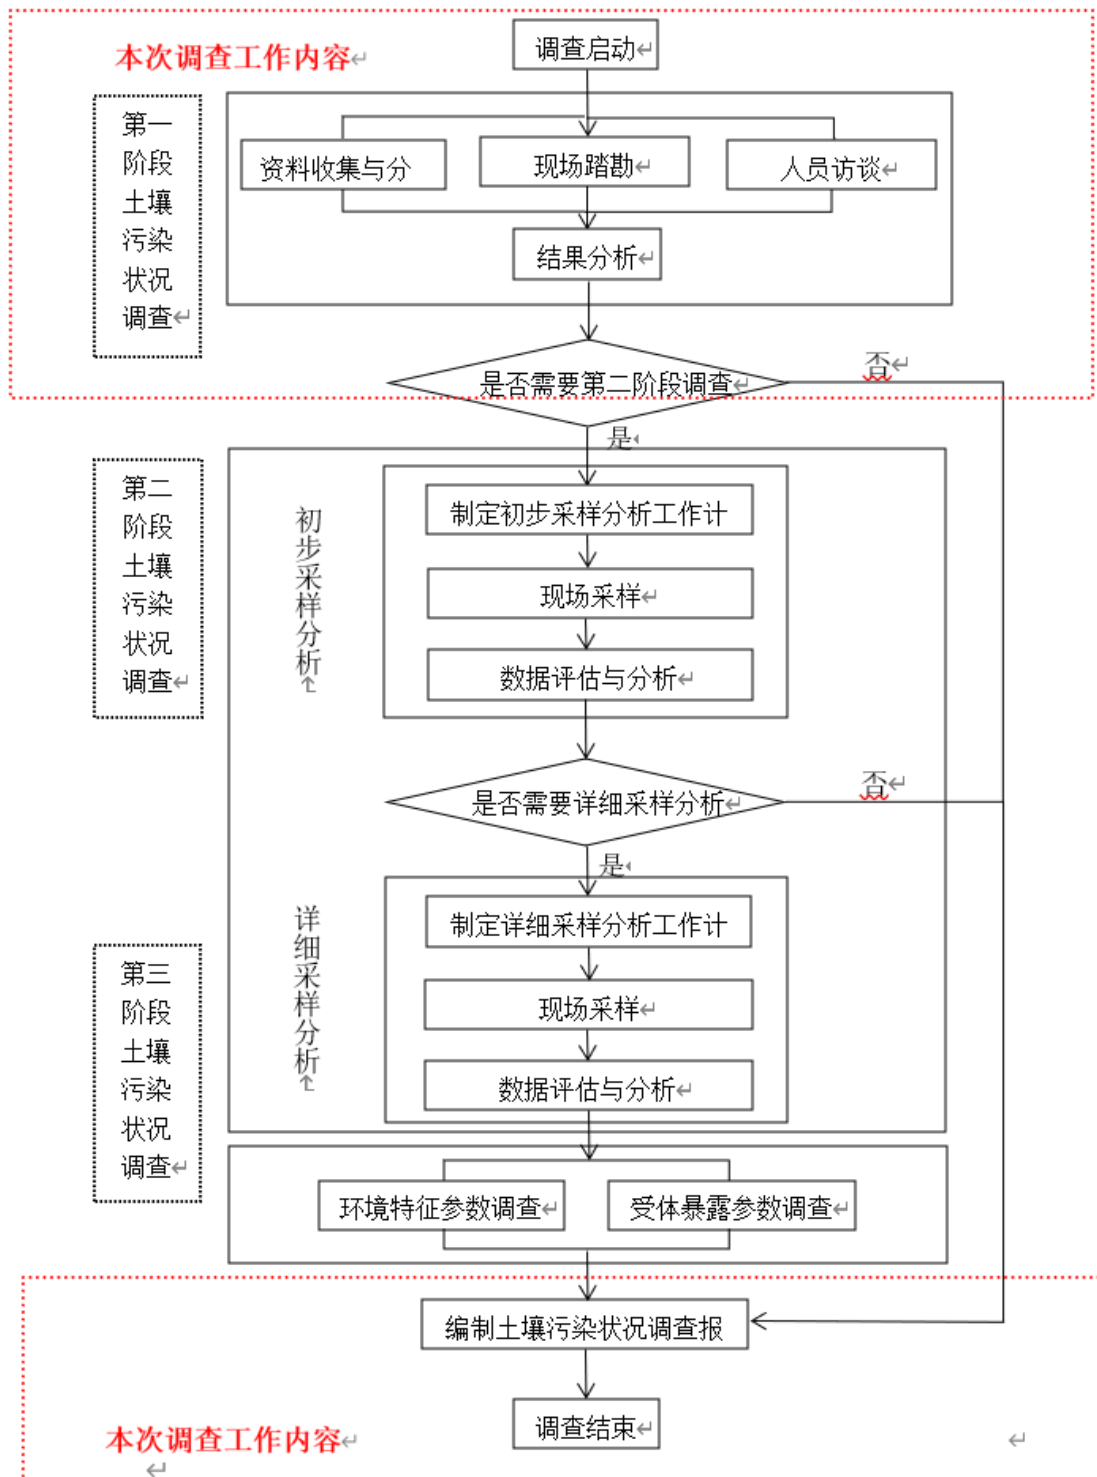 本次调查工作内容
调查启动
第一
阶段
土壤
污染
状况
调查
资料收集与分
现场踏勘
人员访谈
结果分析
是否需要第二阶段调查
否
是
第二
阶段
土壤
污染
状况
调查
初步采样分析
制定初步采样分析工作计
现场采样
数据评估与分析
是否需要详细采样分析
否
是
详细采样分析
制定详细采样分析工作计
现场采样
数据评估与分析
第三
阶段
土壤
污染
状况
调查
环境特征参数调查
受体暴露参数调查
编制土壤污染状况调查报
调查结束
本次调查工作内容